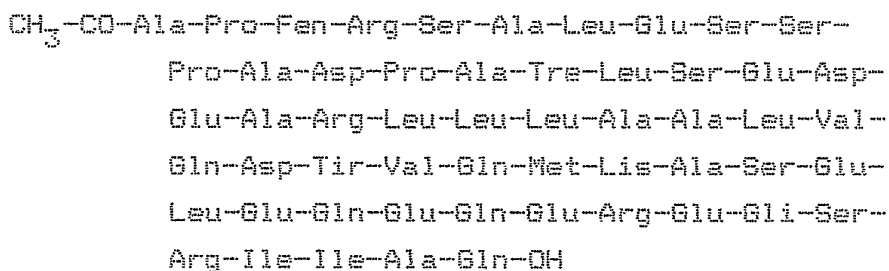 CH3-CO-Ala-Pro-Fen-Arg-Ser-Ala-Leu-Glu-Ser-Ser-
Pro-Ala-Asp-Pro-Ala-Tre-Leu-Ser-Glu-Asp-
Glu-Ala-Arg-Leu-Leu-Leu-Ala-Ala-Leu-Val-
Gln-Asp-Tir-Val-Gln-Met-Lis-Ala-Ser-Glu-
Leu-Glu-Gln-Glu-Gln-Glu-Arg-Glu-Gli-Ser-
Arg-Ile-Ile-Ala-Gln-OH